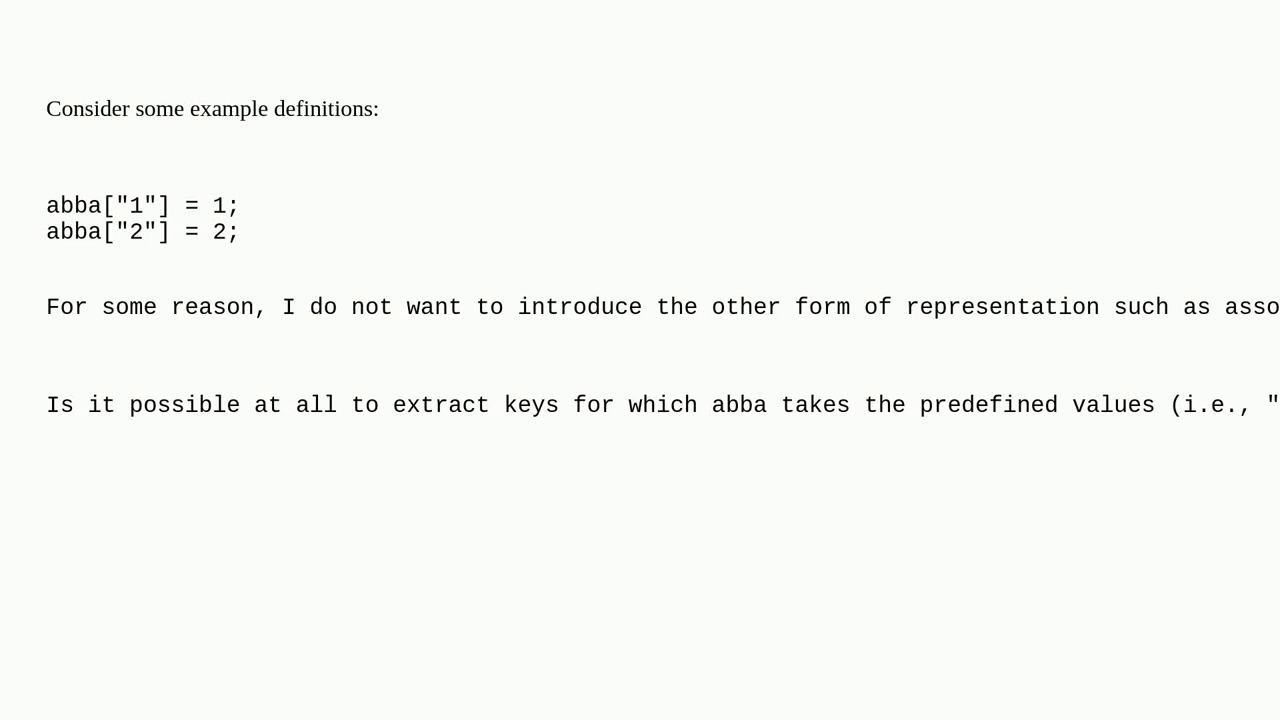 Consider some example definitions:
abba["1"] = 1;
abba["2"] = 2;
For some reason, I do not want to introduce the other form of representation such as
Is it possible at all to extract keys for which abba takes the predefined values (i.e., "